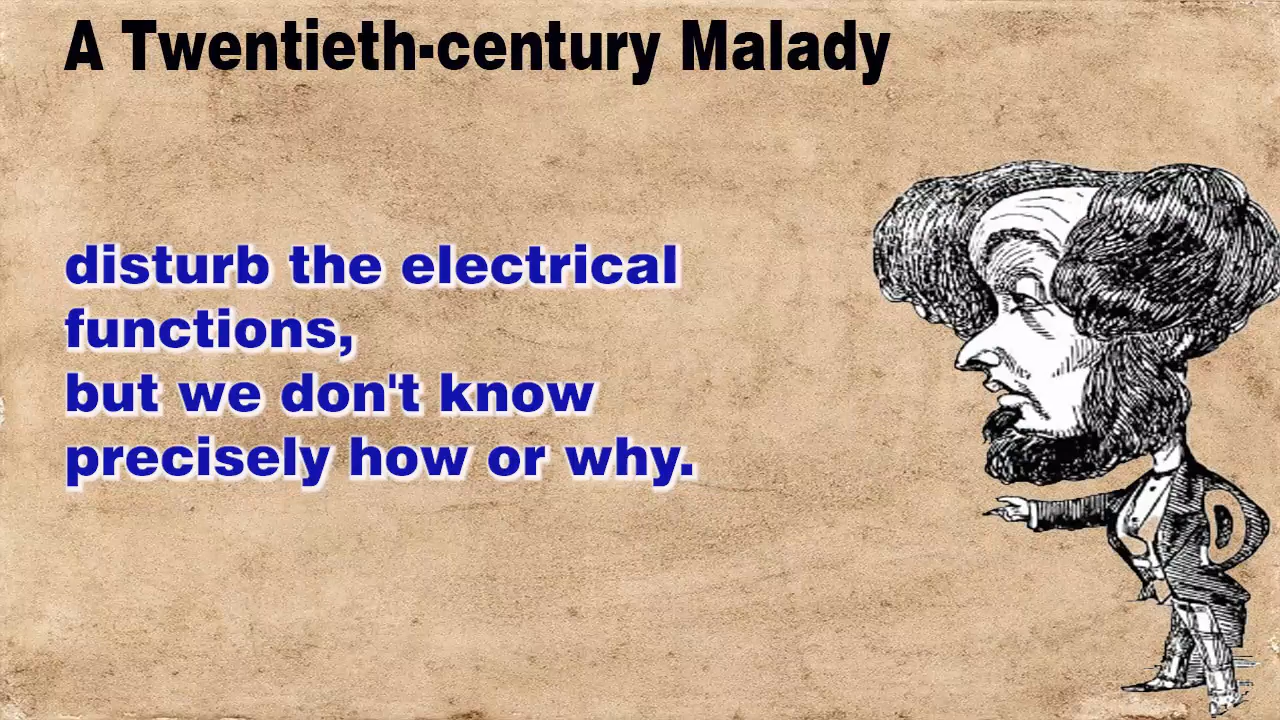 A Twentieth-century Malady
disturb the electrical
functions,
but we don't know
precisely how or why.